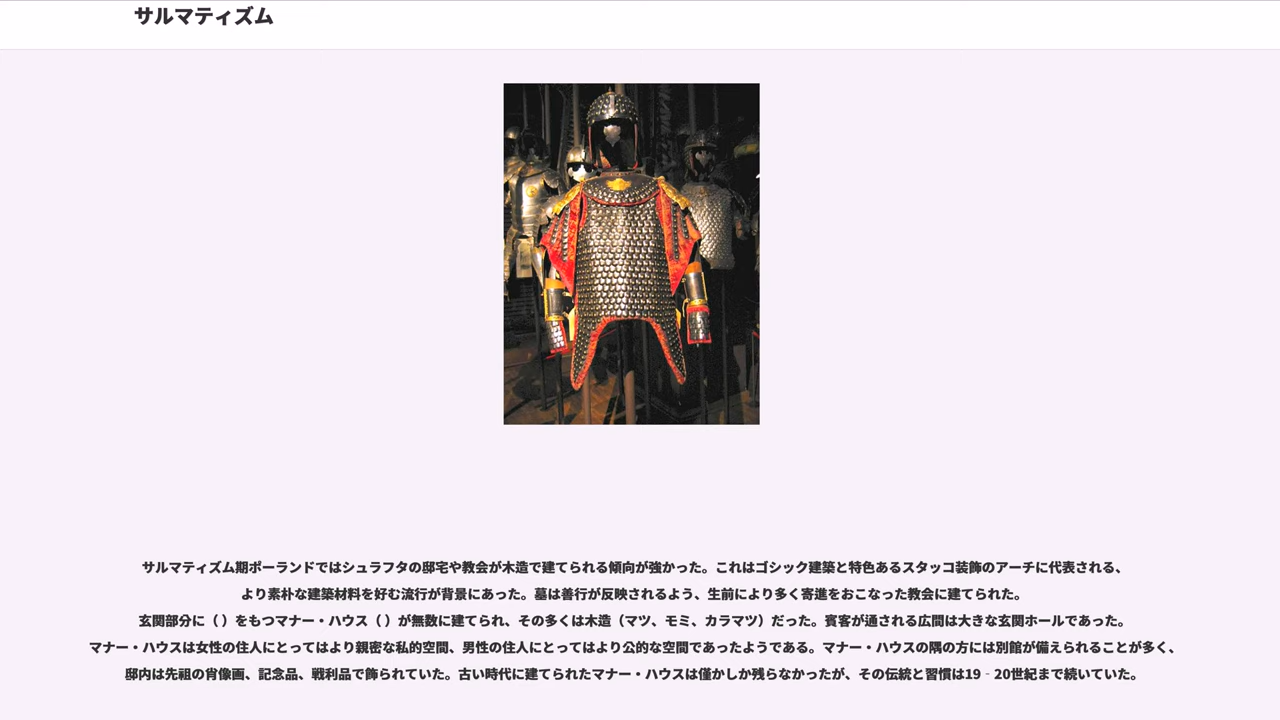 サルマティズム
サルマティズム期ポーランドではシュラフタの邸宅や教会が木造で建てられる傾向が強かった。これはゴシック建築と特色あるスタッコ装飾のアーチに代表される、
より素朴な建築材料を好む流行が背景にあった。墓は善行が反映されるよう、生前により多く寄進をおこなった教会に建てられた。
玄関部分に（ ）をもつマナー・ハウス（ ）が無数に建てられ、その多くは木造（マツ、モミ、カラマツ）だった。賓客が通される広間は大きな玄関ホールであった。
マナー・ハウスは女性の住人にとってはより親密な私的空間、男性の住人にとってはより公的な空間であったようである。マナー・ハウスの隅の方には別館が備えられることが多く、
邸内は先祖の肖像画、記念品、戦利品で飾られていた。古い時代に建てられたマナー・ハウスは僅かしか残らなかったが、その伝統と習慣は19‐20世紀まで続いていた。